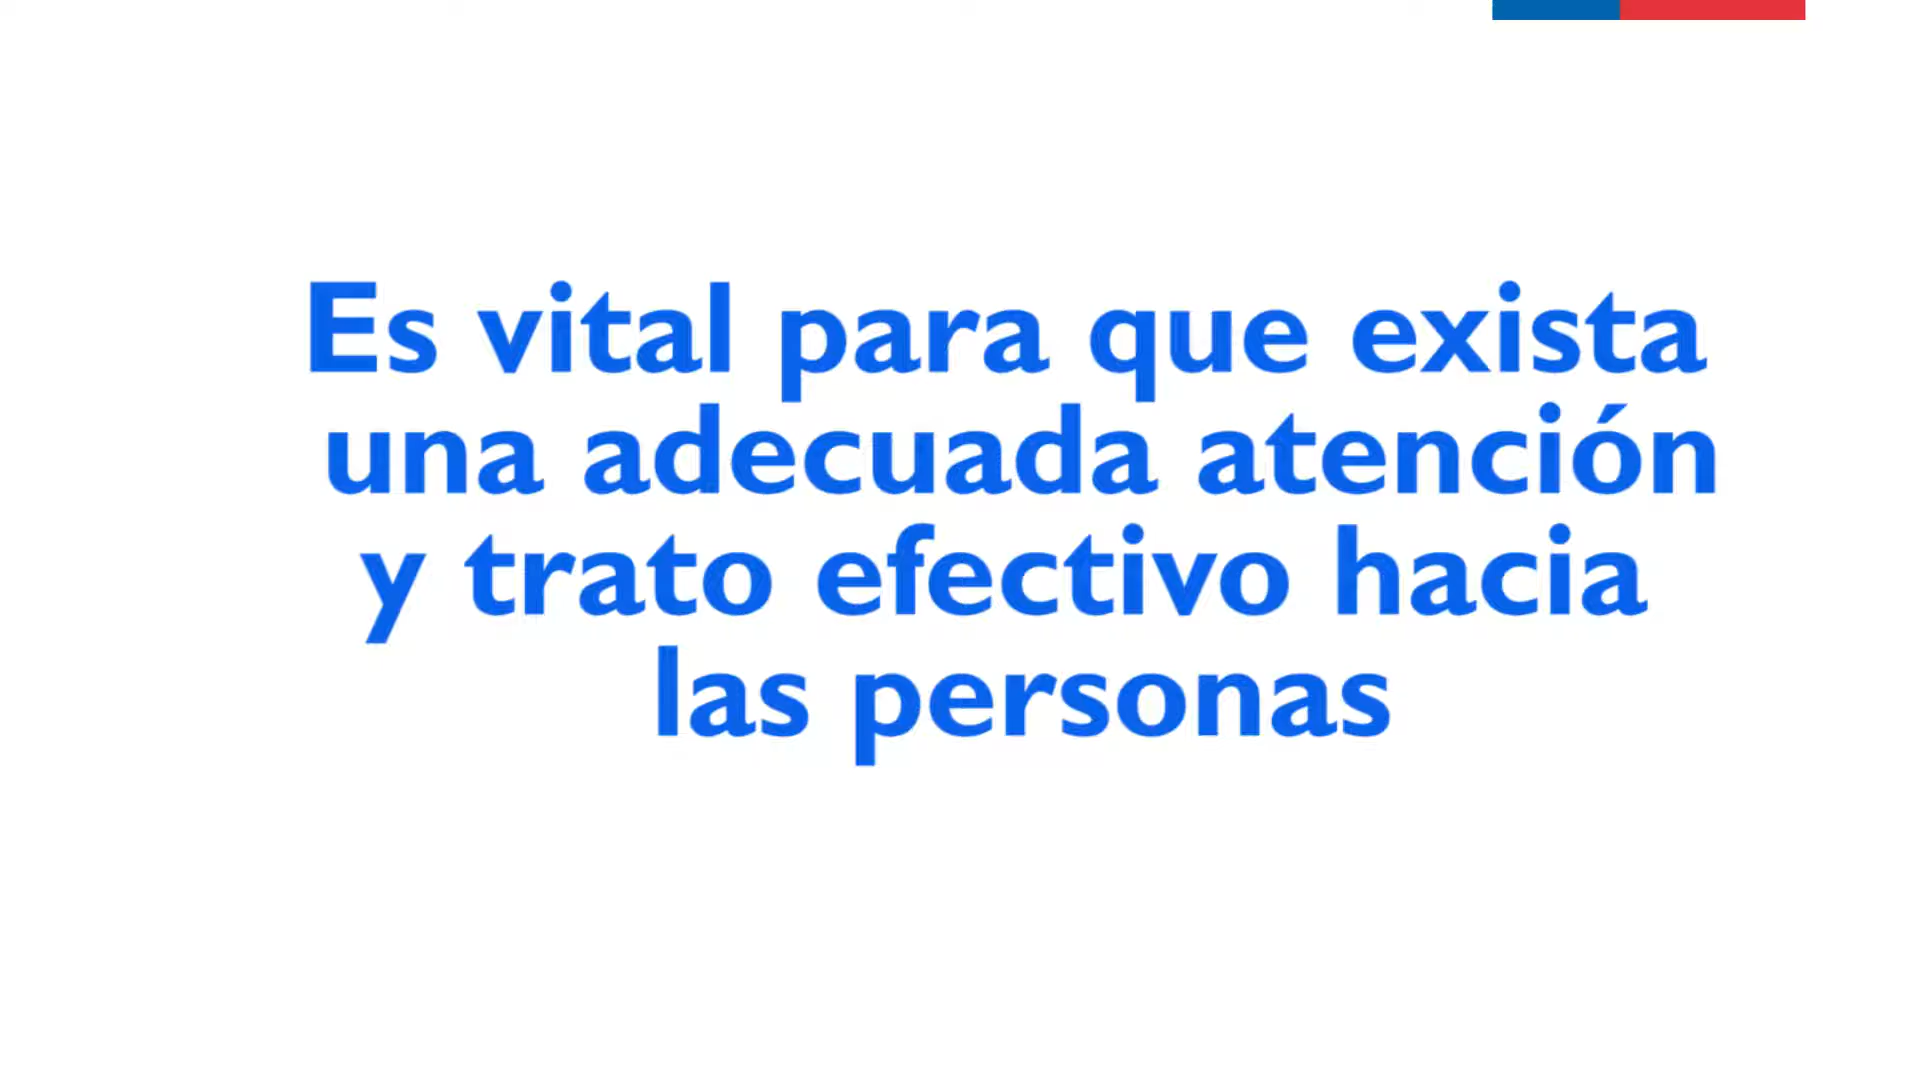 Es vital para que exista
una adecuada atención
y trato efectivo hacia
las personas